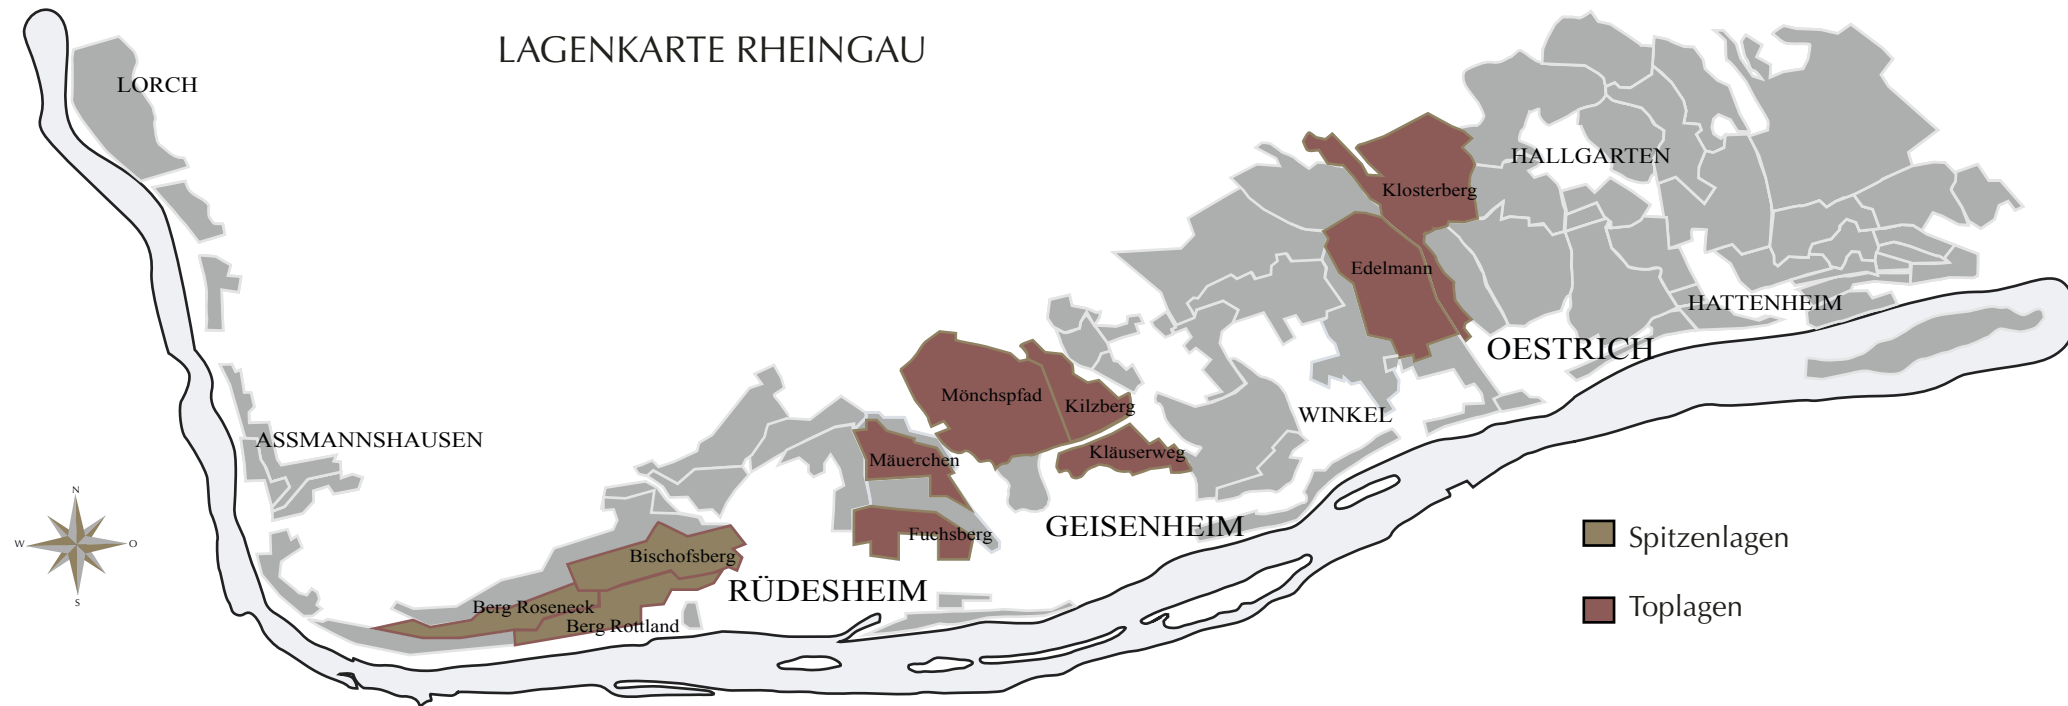 LAGENKARTE RHEINGAU
LORCH
HALLGARTEN
Klosterberg
Edelmann
HATTENHEIM
OESTRICH
Mönchspfad
Kilzberg
WINKEL
ASSMANNSHAUSEN
Mäuerchen
Kläuserweg
GEISENHEIM
Fuchsberg
Bischofsberg
RÜDESHEIM
Berg Roseneck
Berg Rottland
N
W
O
S
Spitzenlagen
Toplagen